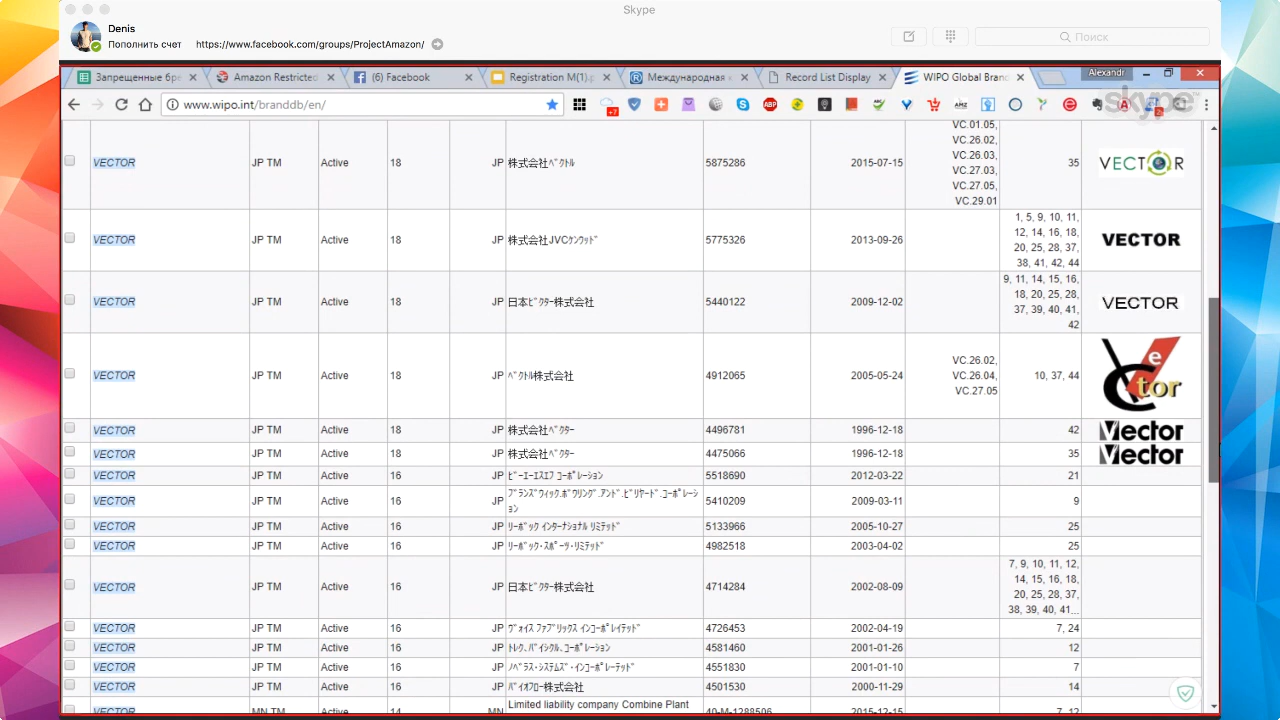 Skype
Denis
Пополнить счет https://www.facebook.com/groups/ProjectAmazon/
Поиск
Запрещенные бре
Amazon Restricted
(6) Facebook
Registration M(1).p
Международная к
Record List Display
WIPO Global Bran
Alexandr
www.wipo.int/branddb/en/
skype™
VC.01.05,
VC.26.02,
VC.26.03,
VC.27.03,
VC.27.05,
VC.29.01
VECTOR JP TM Active 18 JP 株式会社ﾍﾞｸﾄﾙ 5875286 2015-07-15 35 VECTOR
1, 5, 9, 10, 11,
12, 14, 16, 18,
20, 25, 28, 37,
38, 41, 42, 44
VECTOR JP TM Active 18 JP 株式会社JVCｹﾝｳｯﾄﾞ 5775326 2013-09-26 VECTOR
9, 11, 14, 15, 16,
18, 20, 25, 28,
37, 39, 40, 41,
42
VECTOR JP TM Active 18 JP 日本ﾋﾞｸﾀｰ株式会社 5440122 2009-12-02 VECTOR
VC.26.02,
VC.26.04,
VC.27.05
VECTOR JP TM Active 18 JP ﾍﾞｸﾄﾙ株式会社 4912065 2005-05-24 10, 37, 44 Vector
VECTOR JP TM Active 18 JP 株式会社ﾍﾞｸﾀｰ 4496781 1996-12-18 42 Vector
VECTOR JP TM Active 18 JP 株式会社ﾍﾞｸﾀｰ 4475066 1996-12-18 35 Vector
VECTOR JP TM Active 16 JP ﾋﾞｰｴｰｴｽｴﾌ ｺｰﾎﾟﾚｰｼｮﾝ 5518690 2012-03-22 21
VECTOR JP TM Active 16 JP ﾌﾞﾗﾝｽﾞｳｨｯｸ.ﾎﾞｳﾘﾝｸﾞ.ｱﾝﾄﾞ.ﾋﾞﾘﾔｰﾄﾞ.ｺｰﾎﾟﾚｰｼ
ｮﾝ 5410209 2009-03-11 9
VECTOR JP TM Active 16 JP ﾘｰﾎﾞｯｸ ｲﾝﾀｰﾅｼｮﾅﾙ ﾘﾐﾃｯﾄﾞ 5133966 2005-10-27 25
VECTOR JP TM Active 16 JP ﾘｰﾎﾞｯｸ･ｽﾎﾟｰﾂ･ﾘﾐﾃｯﾄﾞ 4982518 2003-04-02 25
7, 9, 10, 11, 12,
14, 15, 16, 18,
20, 25, 28, 37,
38, 39, 40, 41...
VECTOR JP TM Active 16 JP 日本ﾋﾞｸﾀｰ株式会社 4714284 2002-08-09
VECTOR JP TM Active 16 JP ｳﾞｫｲｽ ﾌｧﾌﾞﾘｯｸｽ ｲﾝｺｰﾎﾟﾚｲﾃｯﾄﾞ 4726453 2002-04-19 7, 24
VECTOR JP TM Active 16 JP ﾄﾚｸ､ﾊﾞｲｼｸﾙ､ｺｰﾎﾟﾚｰｼｮﾝ 4581460 2001-01-26 12
VECTOR JP TM Active 16 JP ﾉﾍﾞﾗｽ･ｼｽﾃﾑｽﾞ･ｲﾝｺｰﾎﾟﾚｰﾃｯﾄﾞ 4551830 2001-01-10 7
VECTOR JP TM Active 16 JP ﾊﾞｲｵﾌﾛｰ株式会社 4501530 2000-11-29 14
VECTOR MN TM Active 14 MN Limited liability company Combine Plant 40-M-1288506 2015-12-15 7, 12